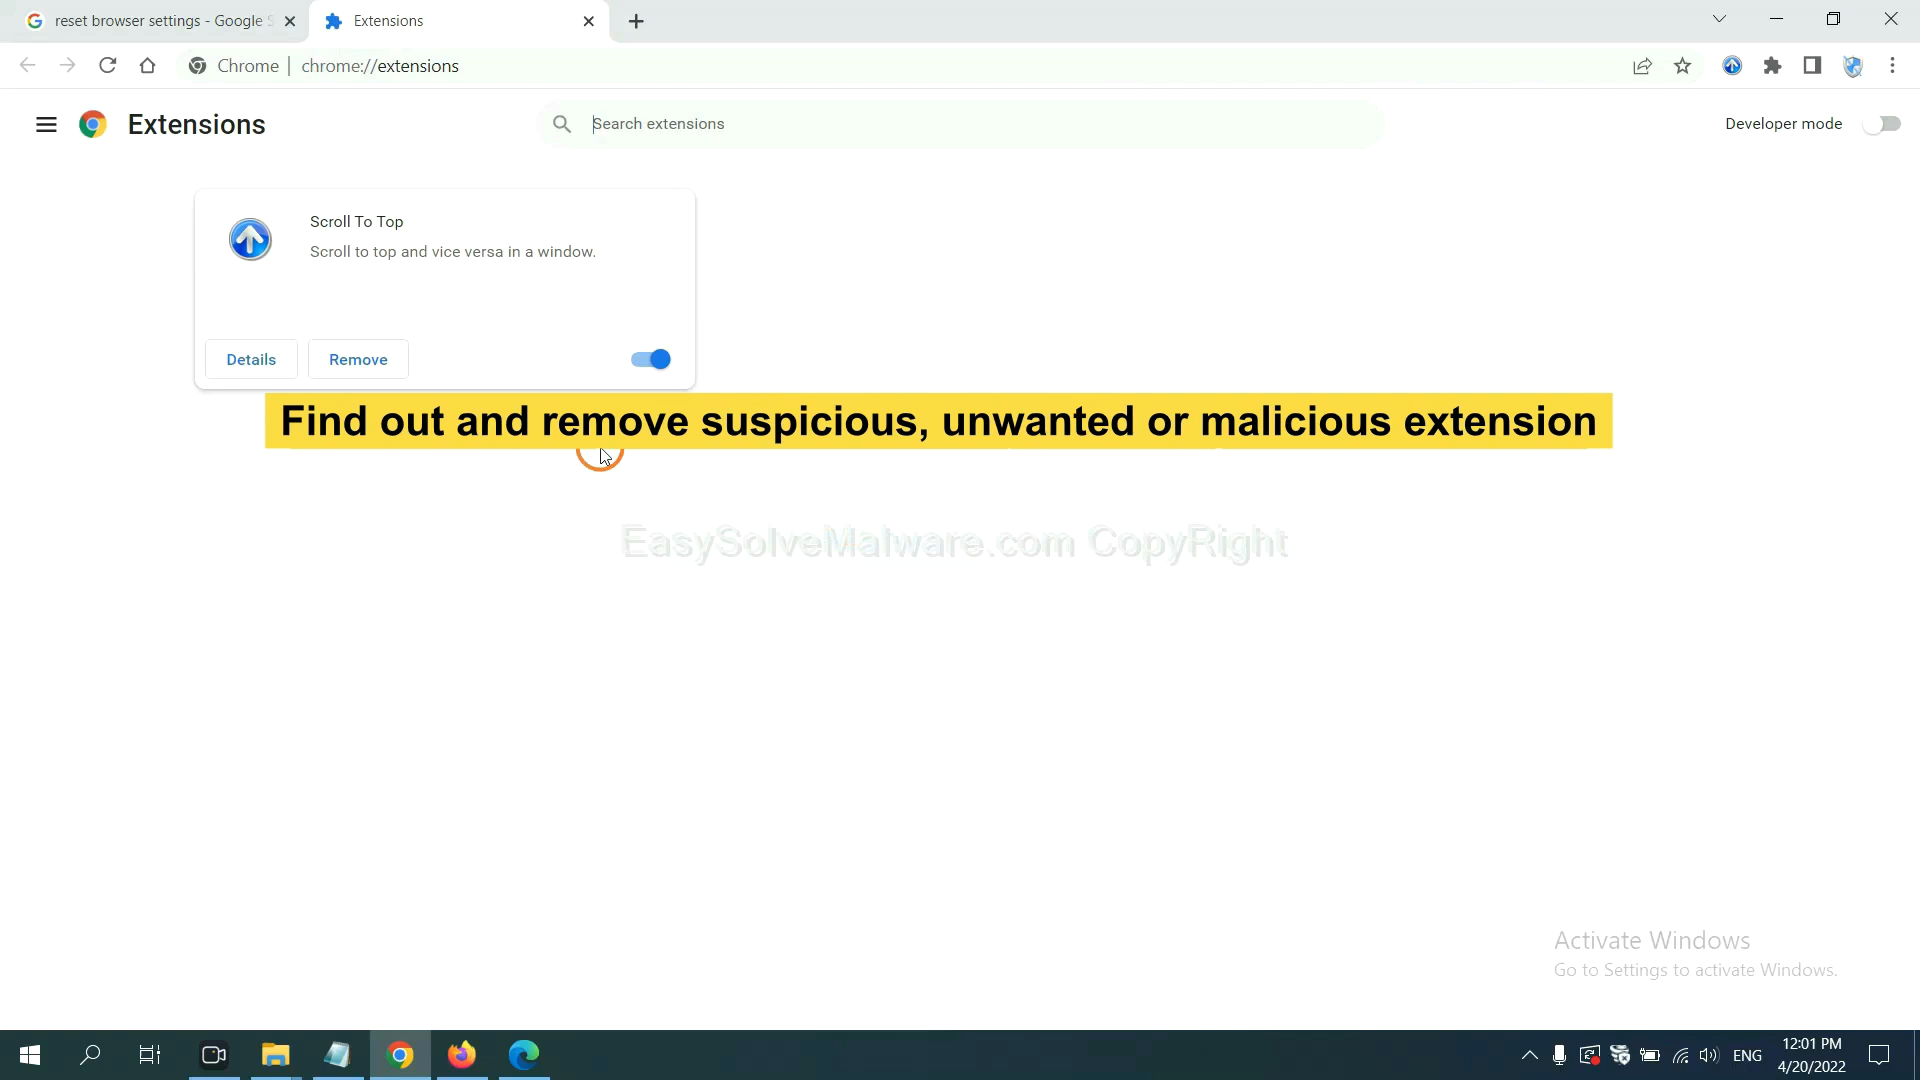 reset browser settings - Google
Extensions
Chrome
chrome://extensions
Extensions
Search extensions
Developer mode
Scroll To Top
Scroll to top and vice versa in a window.
Details
Remove
Find out and remove suspicious, unwanted or malicious extension
EasySolveMalware.com CopyRight
Activate Windows
Go to Settings to activate Windows.
ENG
12:01 PM
4/20/2022